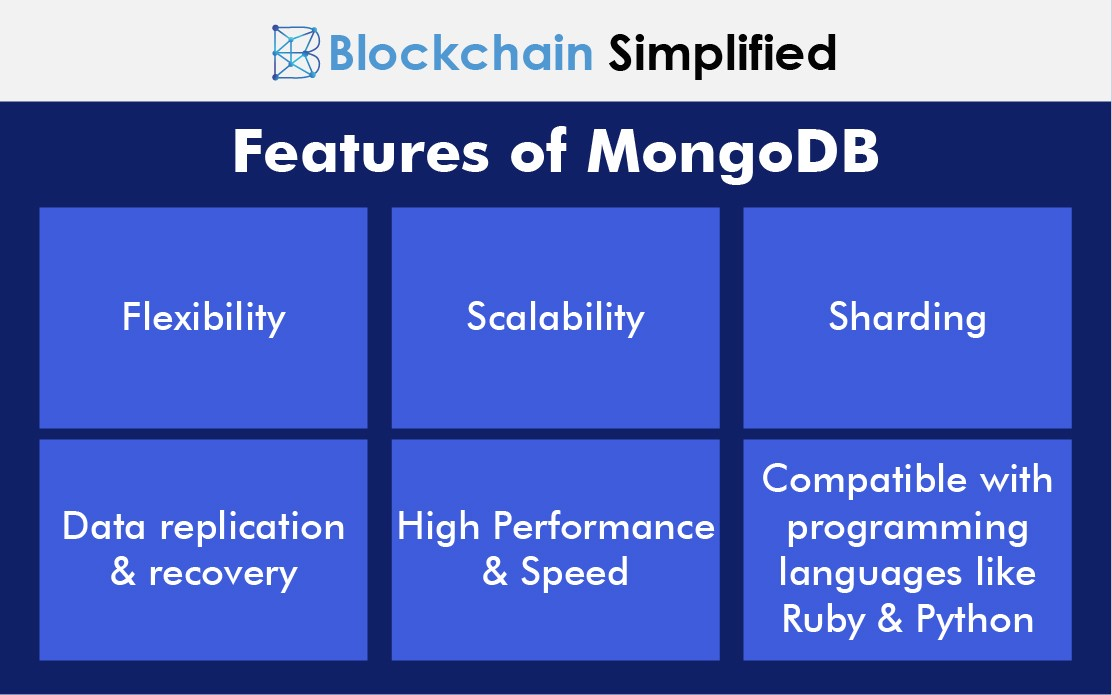 Blockchain Simplified
Features of MongoDB
Flexibility
Scalability
Sharding
Data replication
& recovery
High Performance
& Speed
Compatible with
programming
languages like
Ruby & Python